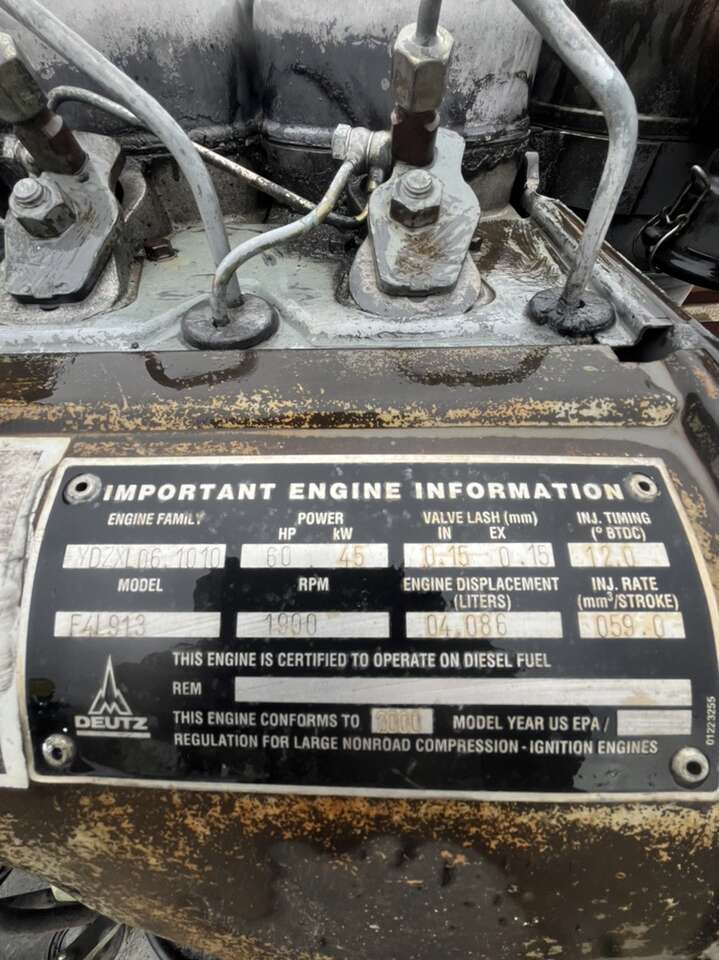 IMPORTANT ENGINE INFORMATION
ENGINE FAMILY POWER VALVE LASH (mm) INJ. TIMING
HP kW IN EX (° BTDC)
YDZXL06.1010 60 45 0.15 0.15 12.0
MODEL RPM ENGINE DISPLACEMENT INJ. RATE
(LITERS) (mm³/STROKE)
F4L913 1900 04.086 059.0
THIS ENGINE IS CERTIFIED TO OPERATE ON DIESEL FUEL
REM
DEUTZ
THIS ENGINE CONFORMS TO 2000 MODEL YEAR US EPA /
REGULATION FOR LARGE NONROAD COMPRESSION - IGNITION ENGINES
01223255